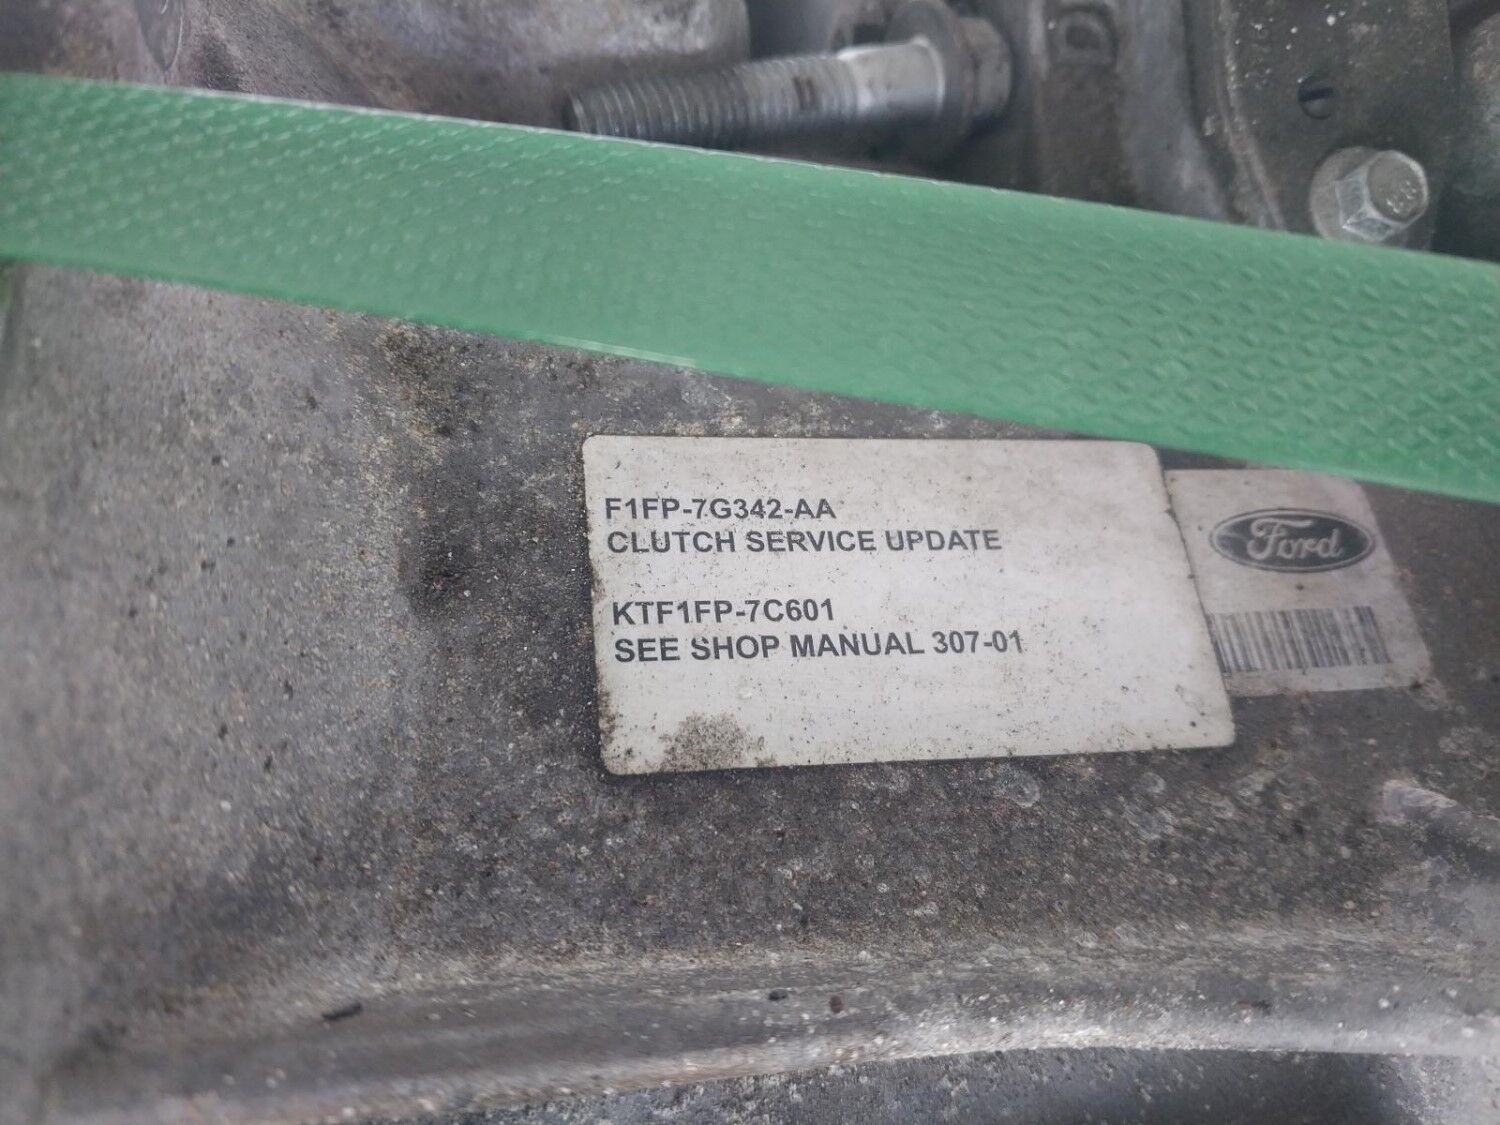 F1FP-7G342-AA
CLUTCH SERVICE UPDATE
KTF1FP-7C601
SEE SHOP MANUAL 307-01
Ford